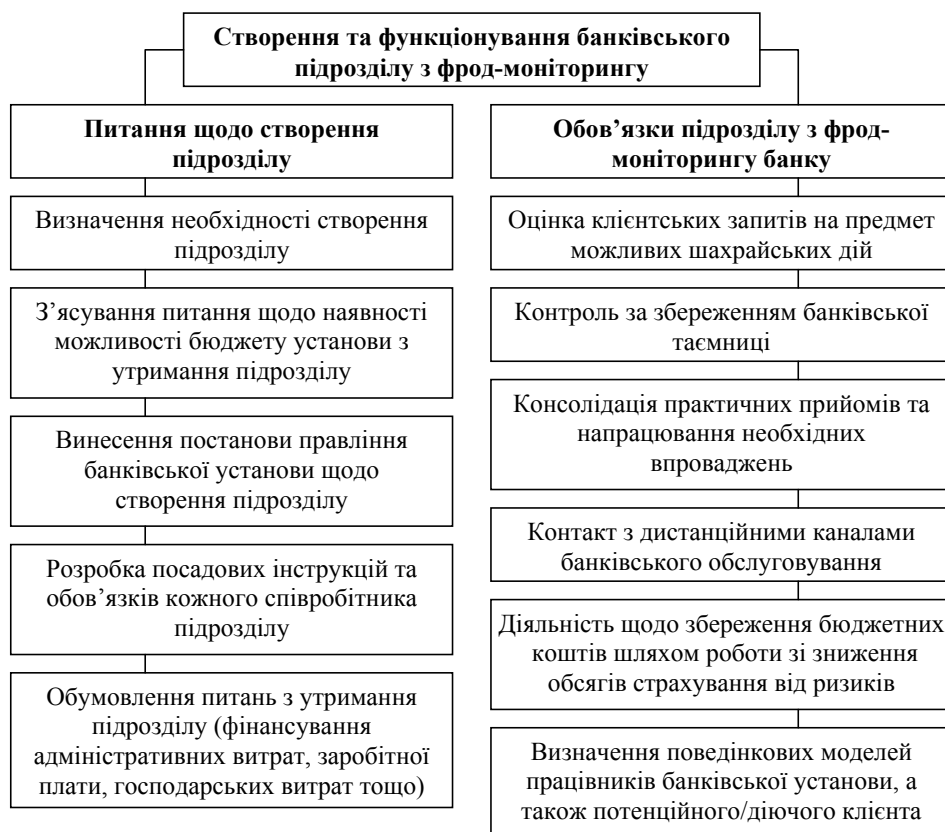 Створення та функціонування банківського
підрозділу з фрод-моніторингу
Питання щодо створення
підрозділу
Визначення необхідності створення
підрозділу
З’ясування питання щодо наявності
можливості бюджету установи з
утримання підрозділу
Винесення постанови правління
банківської установи щодо
створення підрозділу
Розробка посадових інструкцій та
обов’язків кожного співробітника
підрозділу
Обумовлення питань з утримання
підрозділу (фінансування
адміністративних витрат, заробітної
плати, господарських витрат тощо)
Обов’язки підрозділу з фрод-
моніторингу банку
Оцінка клієнтських запитів на предмет
можливих шахрайських дій
Контроль за збереженням банківської
таємниці
Консолідація практичних прийомів та
напрацювання необхідних
впроваджень
Контакт з дистанційними каналами
банківського обслуговування
Діяльність щодо збереження бюджетних
коштів шляхом роботи зі зниження
обсягів страхування від ризиків
Визначення поведінкових моделей
працівників банківської установи, а
також потенційного/діючого клієнта